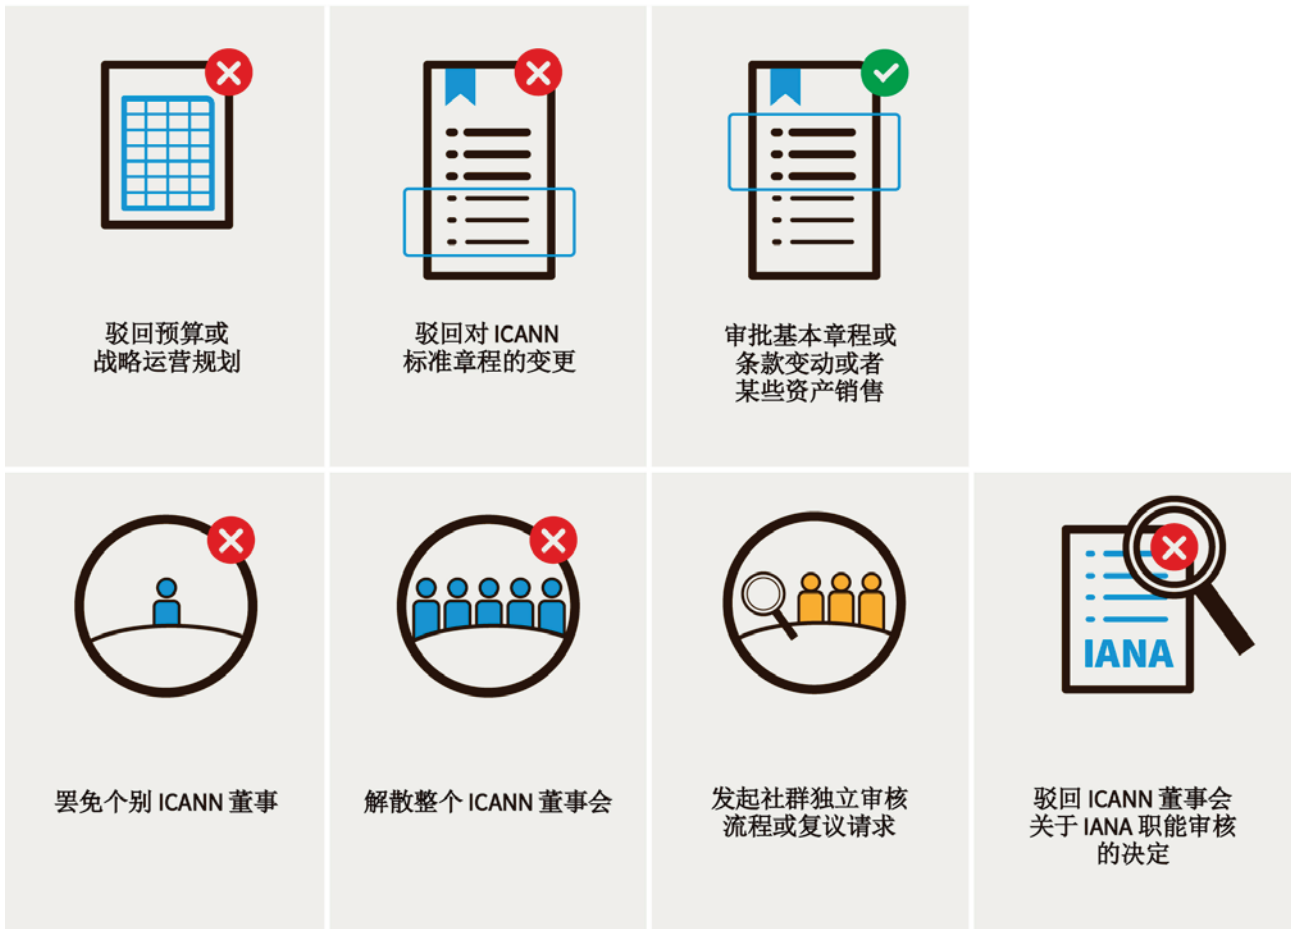 驳回预算或
战略运营规划
驳回对 ICANN
标准章程的变更
审批基本章程或
条款变动或者
某些资产销售
罢免个别 ICANN 董事
解散整个 ICANN 董事会
发起社群独立审核
流程或复议请求
IANA
驳回 ICANN 董事会
关于 IANA 职能审核
的决定